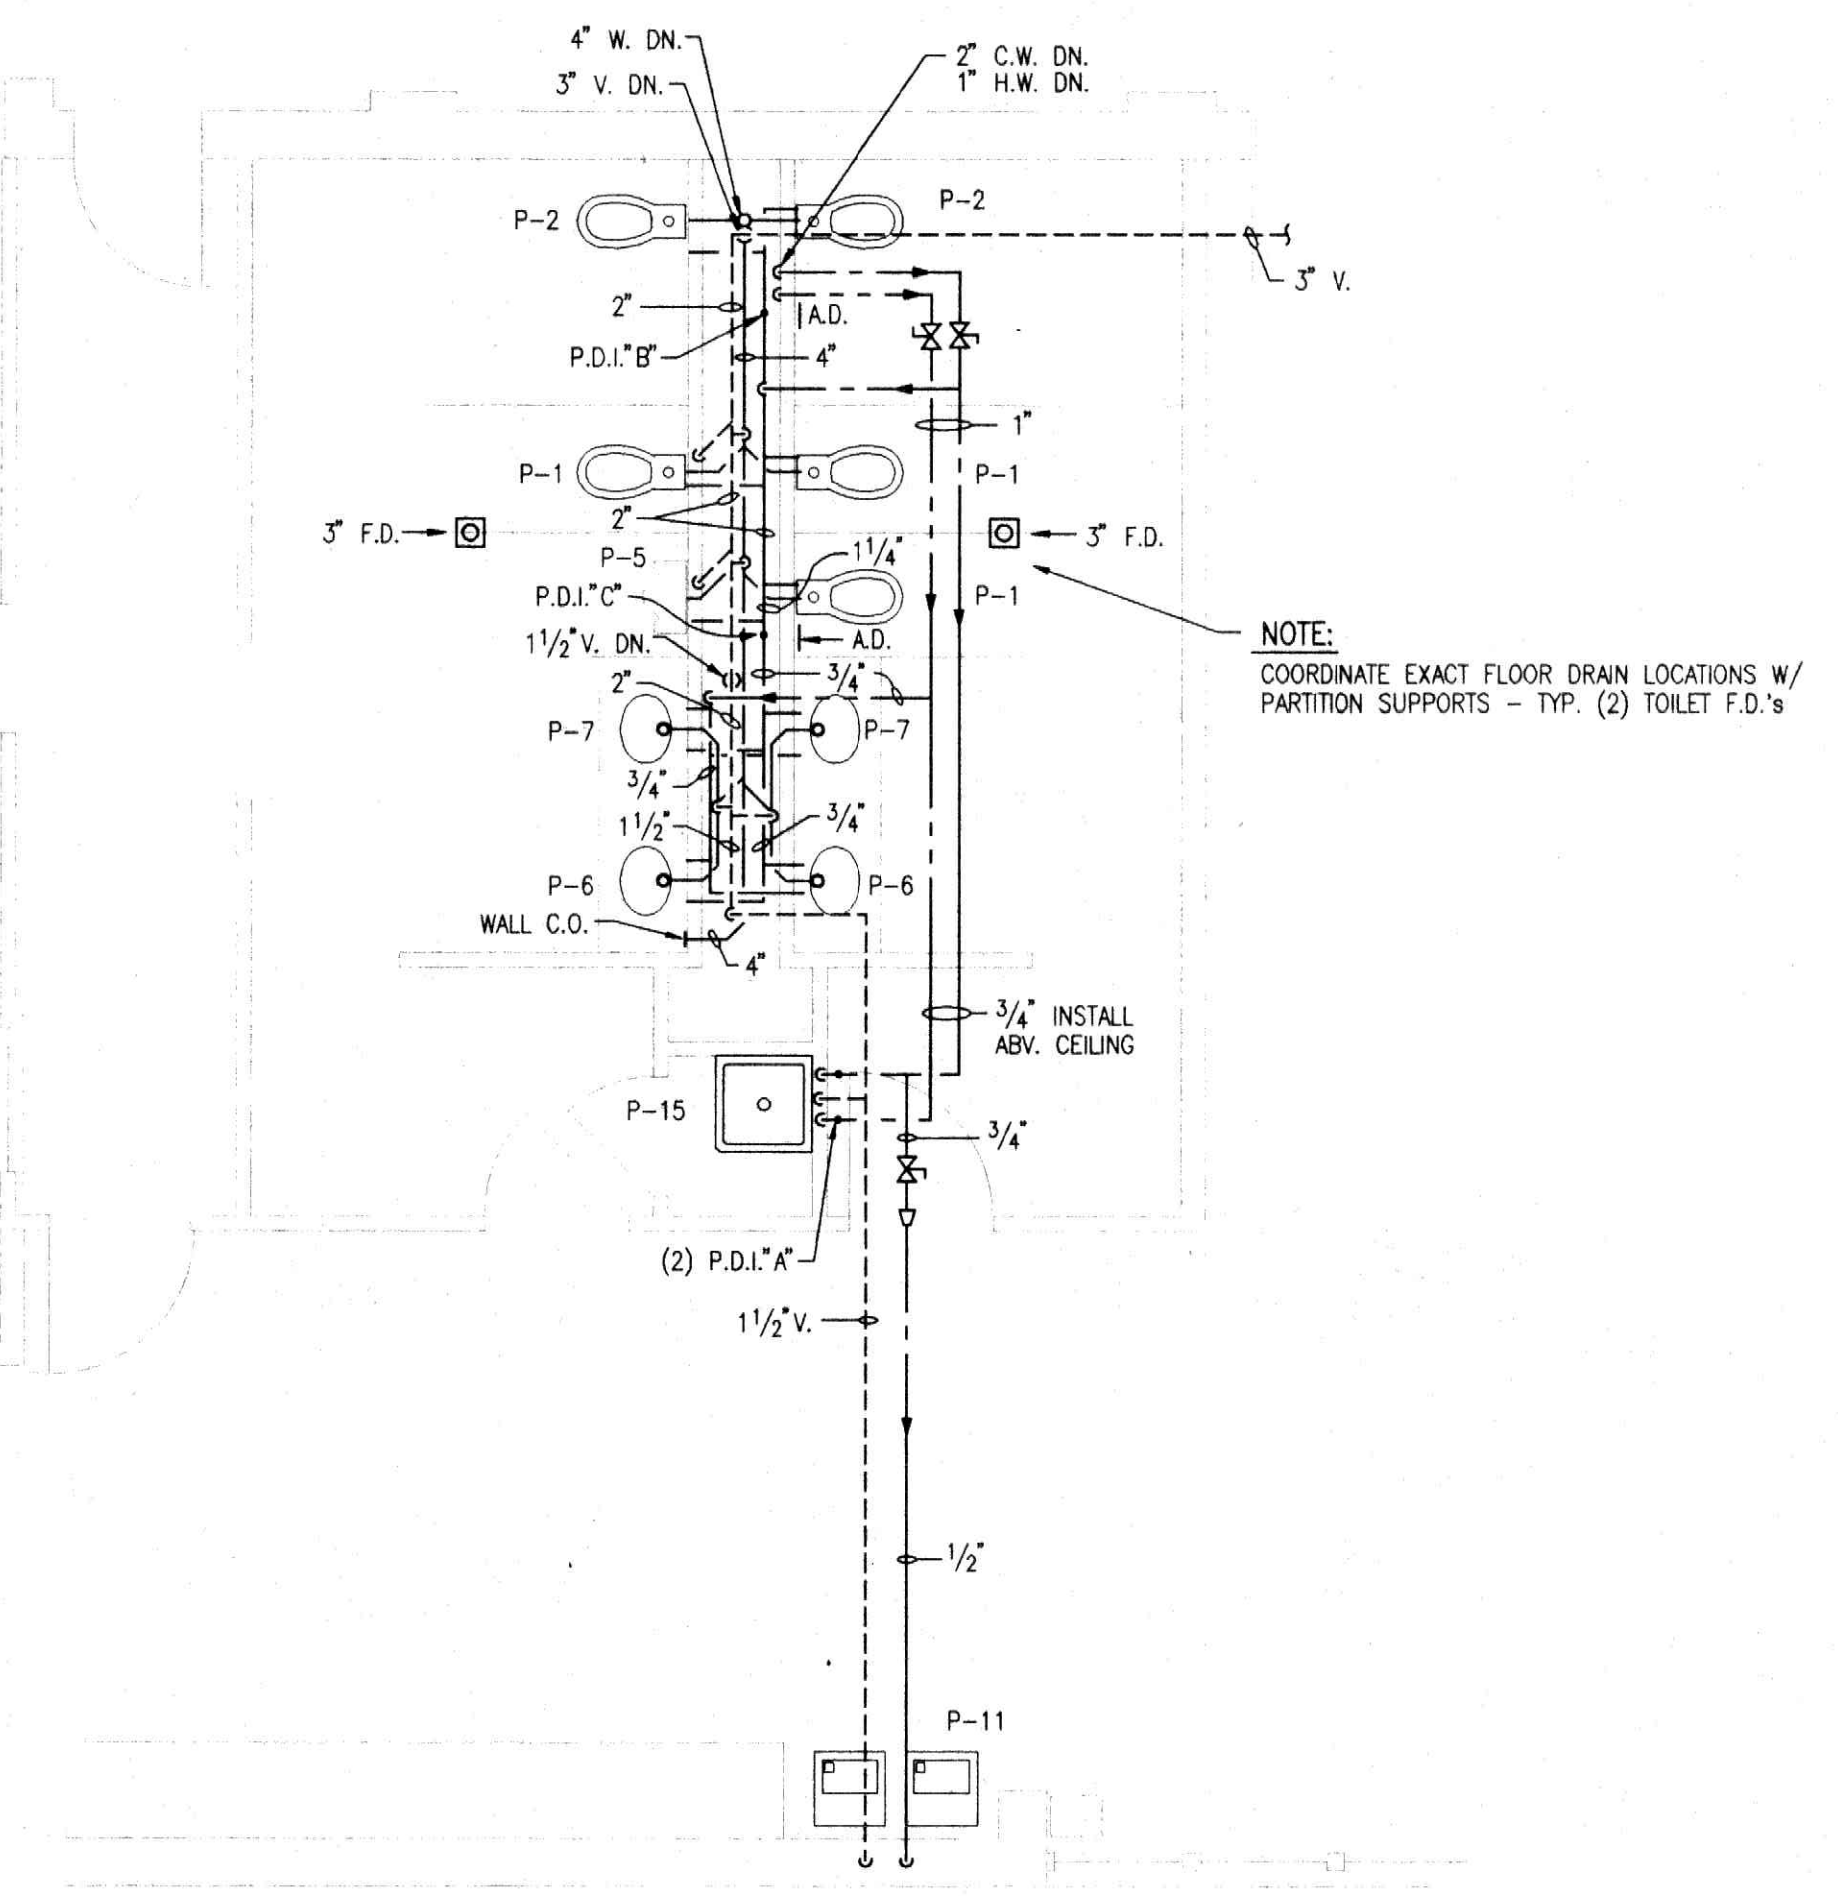 4" W. DN.
3" V. DN.
2" C.W. DN.
1" H.W. DN.
P-2
P-2
3" V.
2"
A.D.
P.D.I."B"
4"
1"
P-1
P-1
2"
3" F.D.
3" F.D.
P-5
1 1/4"
P.D.I."C"
P-1
1 1/2" V. DN.
A.D.
NOTE:
COORDINATE EXACT FLOOR DRAIN LOCATIONS W/
PARTITION SUPPORTS - TYP. (2) TOILET F.D.'s
2"
3/4"
P-7
P-7
3/4"
1 1/2"
3/4"
P-6
P-6
WALL C.O.
4"
3/4" INSTALL
ABV. CEILING
P-15
3/4"
(2) P.D.I."A"
1 1/2" V.
1/2"
P-11